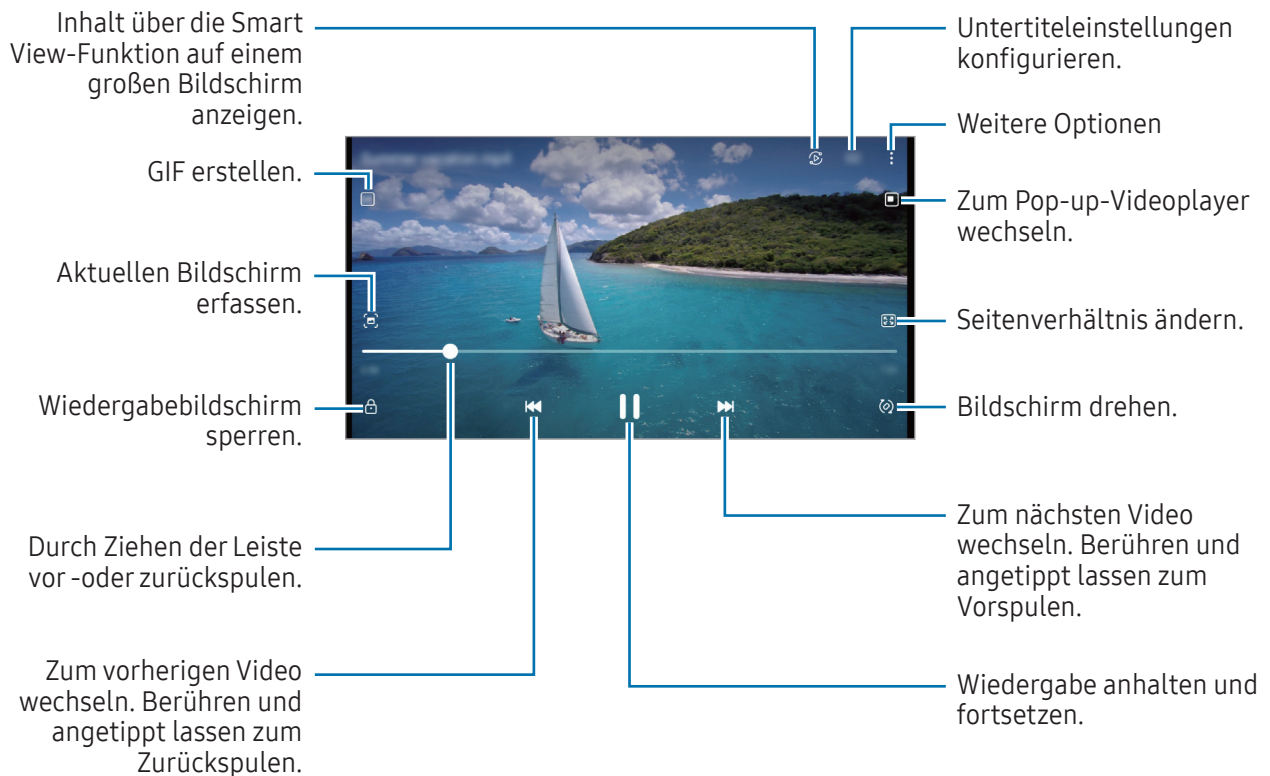 Inhalt über die Smart
View-Funktion auf einem
großen Bildschirm
anzeigen.
GIF erstellen.
Aktuellen Bildschirm
erfassen.
Wiedergabebildschirm
sperren.
Durch Ziehen der Leiste
vor -oder zurückspulen.
Zum vorherigen Video
wechseln. Berühren und
angetippt lassen zum
Zurückspulen.
Untertiteleinstellungen
konfigurieren.
Weitere Optionen
Zum Pop-up-Videoplayer
wechseln.
Seitenverhältnis ändern.
Bildschirm drehen.
Zum nächsten Video
wechseln. Berühren und
angetippt lassen zum
Vorspulen.
Wiedergabe anhalten und
fortsetzen.